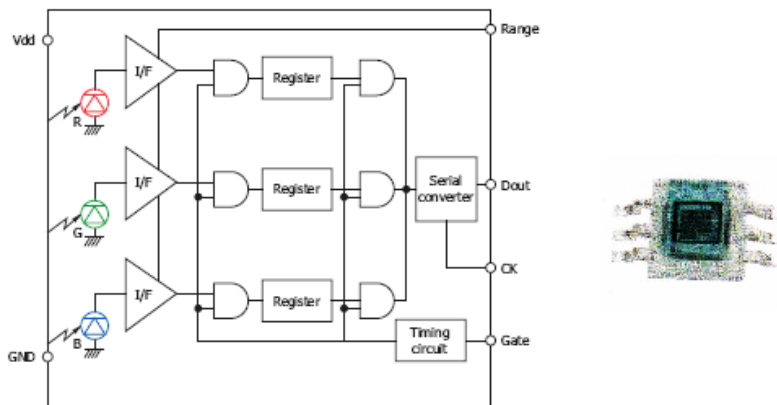 Vdd
Range
I/F
Register
R
I/F
Register
Serial
converter
Dout
G
CK
I/F
Register
B
Timing
circuit
Gate
GND